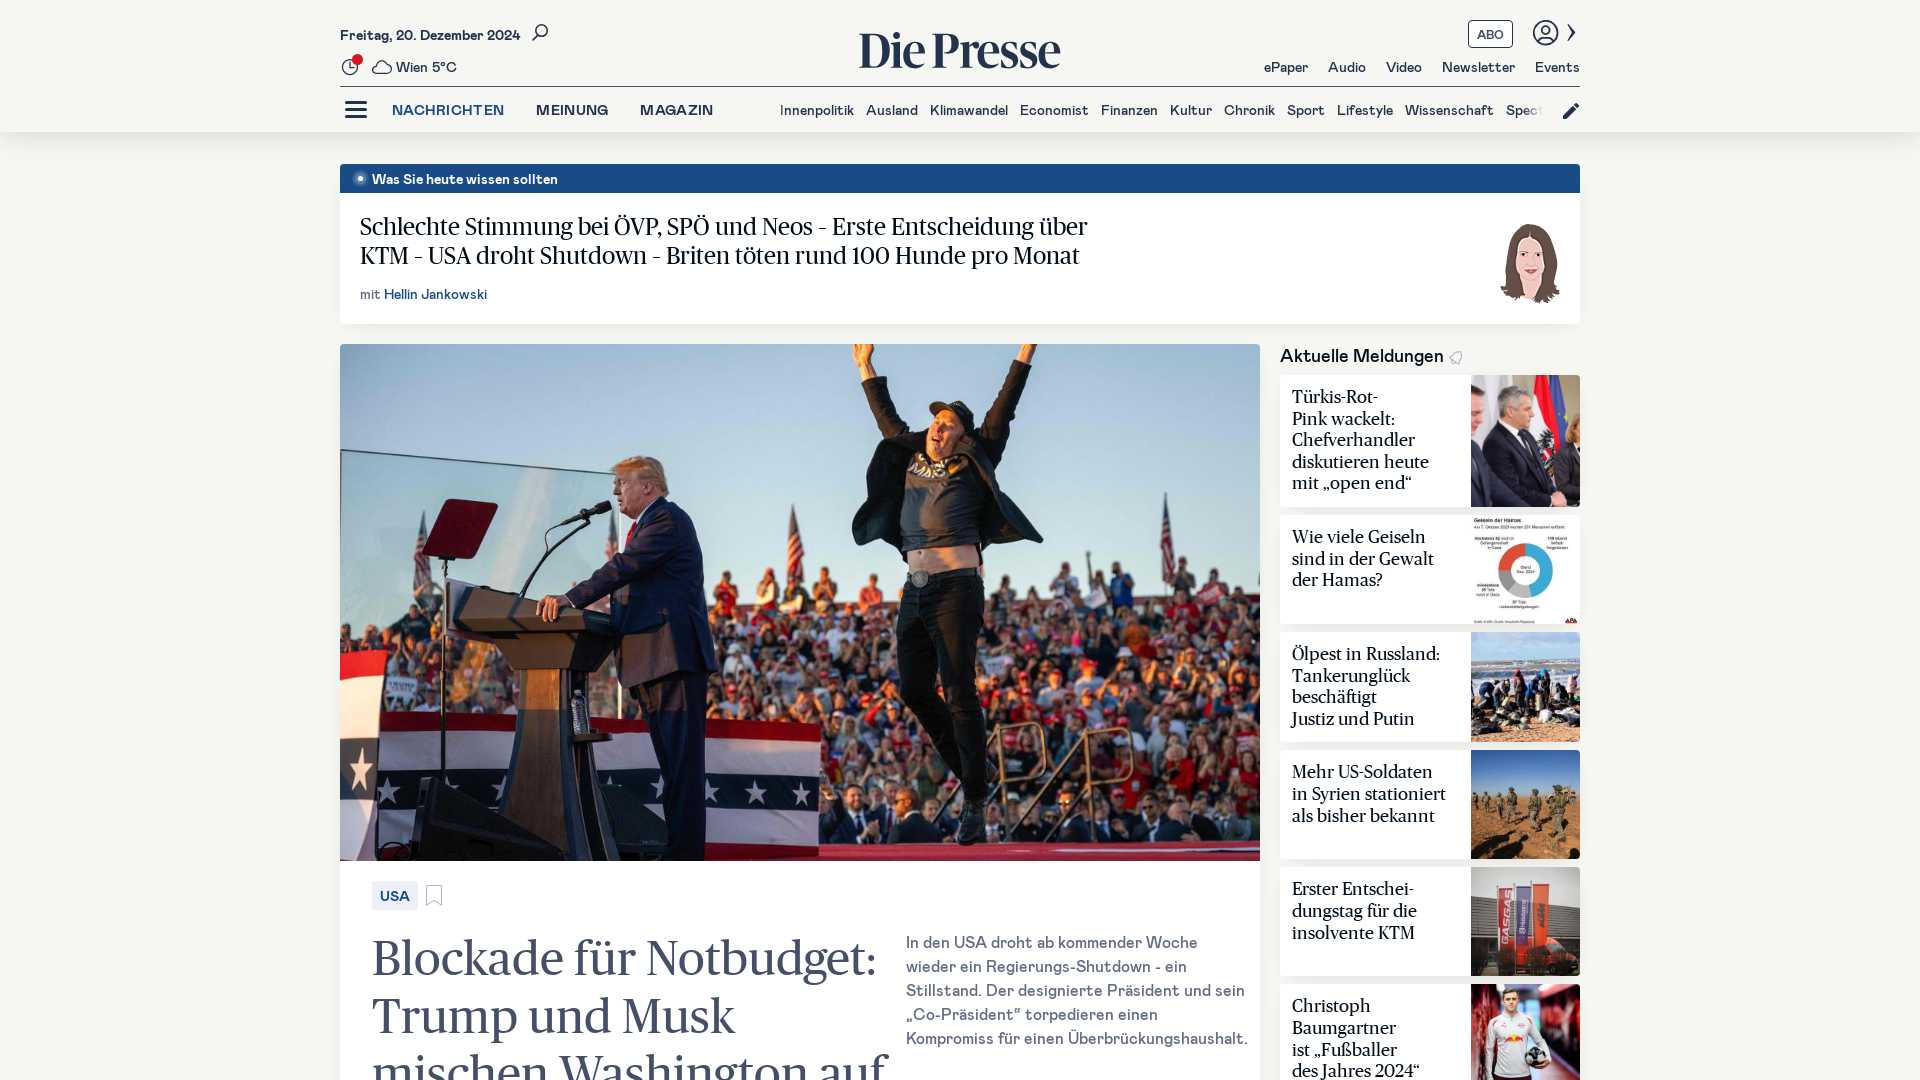 Freitag, 20. Dezember 2024
Wien 5°C
Die Presse
ABO
ePaper Audio Video Newsletter Events
NACHRICHTEN MEINUNG MAGAZIN
Innenpolitik Ausland Klimawandel Economist Finanzen Kultur Chronik Sport Lifestyle Wissenschaft Spect
Was Sie heute wissen sollten
Schlechte Stimmung bei ÖVP, SPÖ und Neos – Erste Entscheidung über
KTM – USA droht Shutdown – Briten töten rund 100 Hunde pro Monat
mit Hellin Jankowski
USA
Blockade für Notbudget:
Trump und Musk
mischen Washington auf
In den USA droht ab kommender Woche
wieder ein Regierungs-Shutdown - ein
Stillstand. Der designierte Präsident und sein
„Co-Präsident“ torpedieren einen
Kompromiss für einen Überbrückungshaushalt.
Aktuelle Meldungen
Türkis-Rot-
Pink wackelt:
Chefverhandler
diskutieren heute
mit „open end“
Wie viele Geiseln
sind in der Gewalt
der Hamas?
Geiseln der Hamas
Ölpest in Russland:
Tankerunglück
beschäftigt
Justiz und Putin
Mehr US-Soldaten
in Syrien stationiert
als bisher bekannt
Erster Entschei-
dungstag für die
insolvente KTM
GASGAS
KTM
Christoph
Baumgartner
ist „Fußballer
des Jahres 2024“